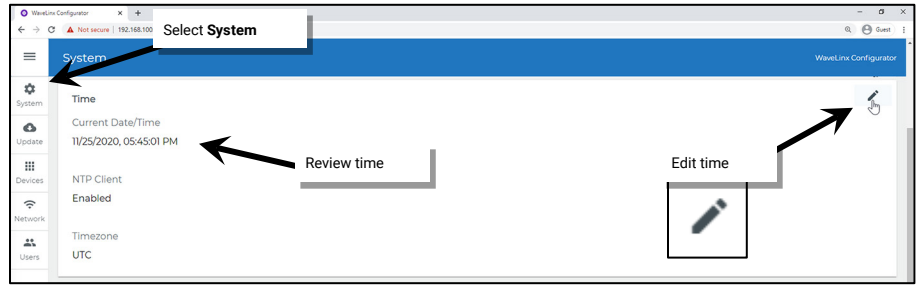 WaveLinx Configurator
Not secure | 192.168.100
Guest
Select System
System
WaveLinx Configurator
System
Update
Devices
Network
Users
Time
Current Date/Time
11/25/2020, 05:45:01 PM
Review time
Edit time
NTP Client
Enabled
Timezone
UTC